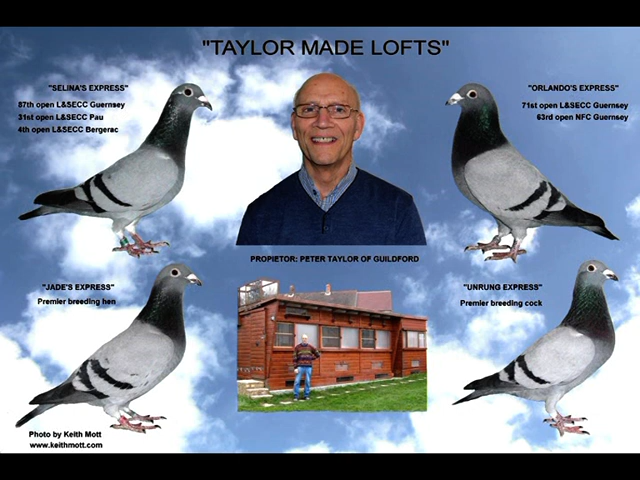 "TAYLOR MADE LOFTS"
"SELINA'S EXPRESS"
87th open L&SECC Guernsey
31st open L&SECC Pau
4th open L&SECC Bergerac
"ORLANDO'S EXPRESS"
71st open L&SECC Guernsey
63rd open NFC Guernsey
PROPIETOR: PETER TAYLOR OF GUILDFORD
"JADE'S EXPRESS"
Premier breeding hen
"UNRUNG EXPRESS"
Premier breeding cock
Photo by Keith Mott
www.keithmott.com